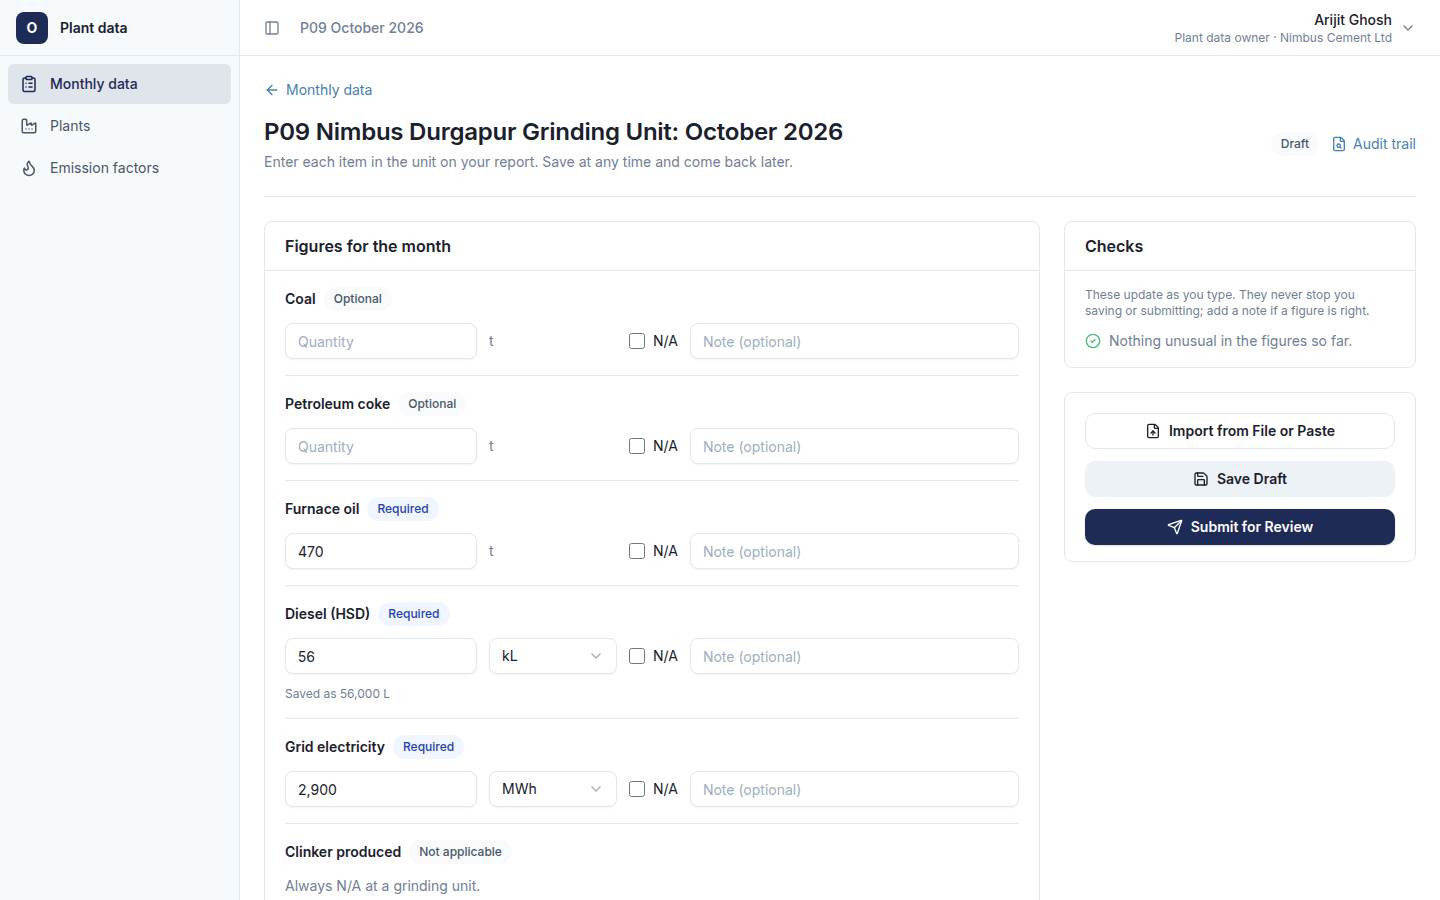 O Plant data
Monthly data
Plants
Emission factors
P09 October 2026
Arijit Ghosh
Plant data owner · Nimbus Cement Ltd
Monthly data
P09 Nimbus Durgapur Grinding Unit: October 2026
Enter each item in the unit on your report. Save at any time and come back later.
Draft
Audit trail
Figures for the month
Coal Optional
Quantity t N/A Note (optional)
Petroleum coke Optional
Quantity t N/A Note (optional)
Furnace oil Required
470 t N/A Note (optional)
Diesel (HSD) Required
56 kL N/A Note (optional)
Saved as 56,000 L
Grid electricity Required
2,900 MWh N/A Note (optional)
Clinker produced Not applicable
Always N/A at a grinding unit.
Checks
These update as you type. They never stop you
saving or submitting; add a note if a figure is right.
Nothing unusual in the figures so far.
Import from File or Paste
Save Draft
Submit for Review